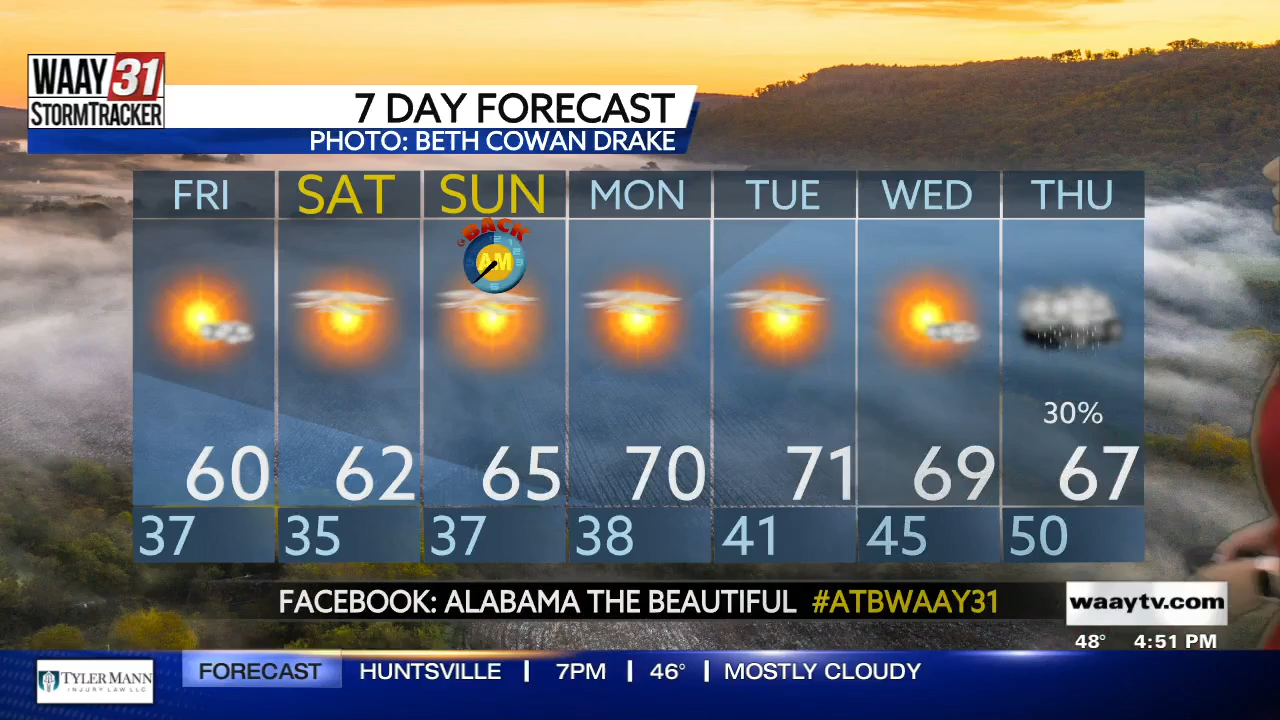 WAAY 31
STORMTRACKER
7 DAY FORECAST
PHOTO: BETH COWAN DRAKE
FRI SAT SUN MON TUE WED THU
BACK
AM
30%
60 62 65 70 71 69 67
37 35 37 38 41 45 50
FACEBOOK: ALABAMA THE BEAUTIFUL #ATBWAAY31
waaytv.com
48° 4:51 PM
TYLER MANN
INJURY LAW LLC
FORECAST HUNTSVILLE | 7PM | 46° | MOSTLY CLOUDY